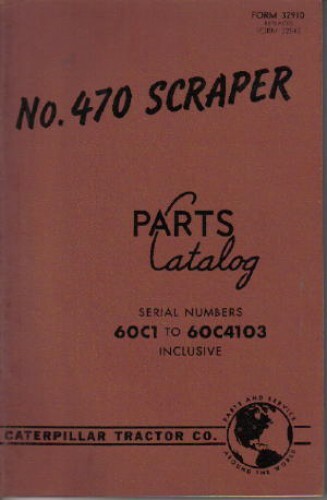 FORM 32910
REPLACES
No. 470 SCRAPER
PARTS
Catalog
SERIAL NUMBERS
60C1 TO 60C4103
INCLUSIVE
CATERPILLAR TRACTOR CO.
PARTS AND SERVICE
AROUND THE WORLD